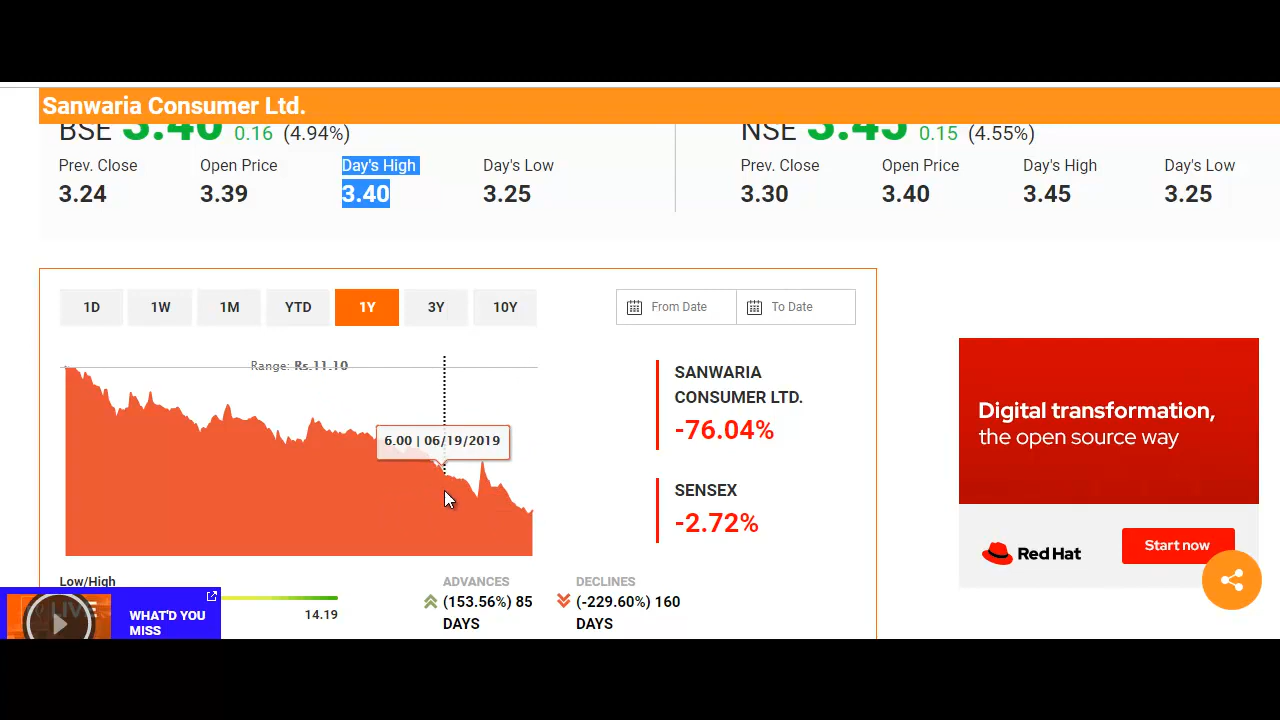 Sanwaria Consumer Ltd.
BSE 3.40 0.16 (4.94%)
Prev. Close Open Price Day's High Day's Low
3.24 3.39 3.40 3.25
NSE 3.45 0.15 (4.55%)
Prev. Close Open Price Day's High Day's Low
3.30 3.40 3.45 3.25
1D 1W 1M YTD 1Y 3Y 10Y
From Date To Date
Range: Rs.11.10
6.00 | 06/19/2019
SANWARIA
CONSUMER LTD.
-76.04%
SENSEX
-2.72%
Low/High
14.19
ADVANCES
(153.56%) 85
DAYS
DECLINES
(-229.60%) 160
DAYS
LIVE
WHAT'D YOU
MISS
Digital transformation,
the open source way
Red Hat
Start now